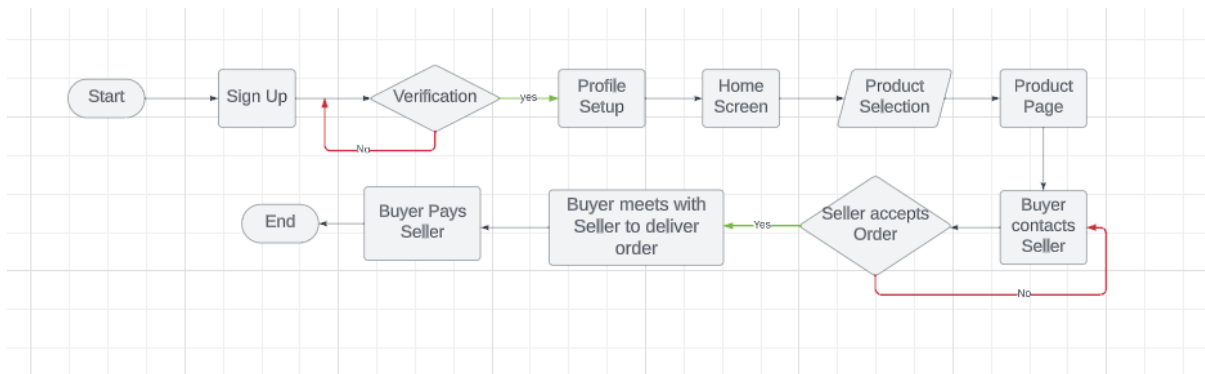 Start
Sign Up
Verification
yes
No
Profile
Setup
Home
Screen
Product
Selection
Product
Page
Buyer
contacts
Seller
Seller accepts
Order
No
Yes
Buyer meets with
Seller to deliver
order
Buyer Pays
Seller
End